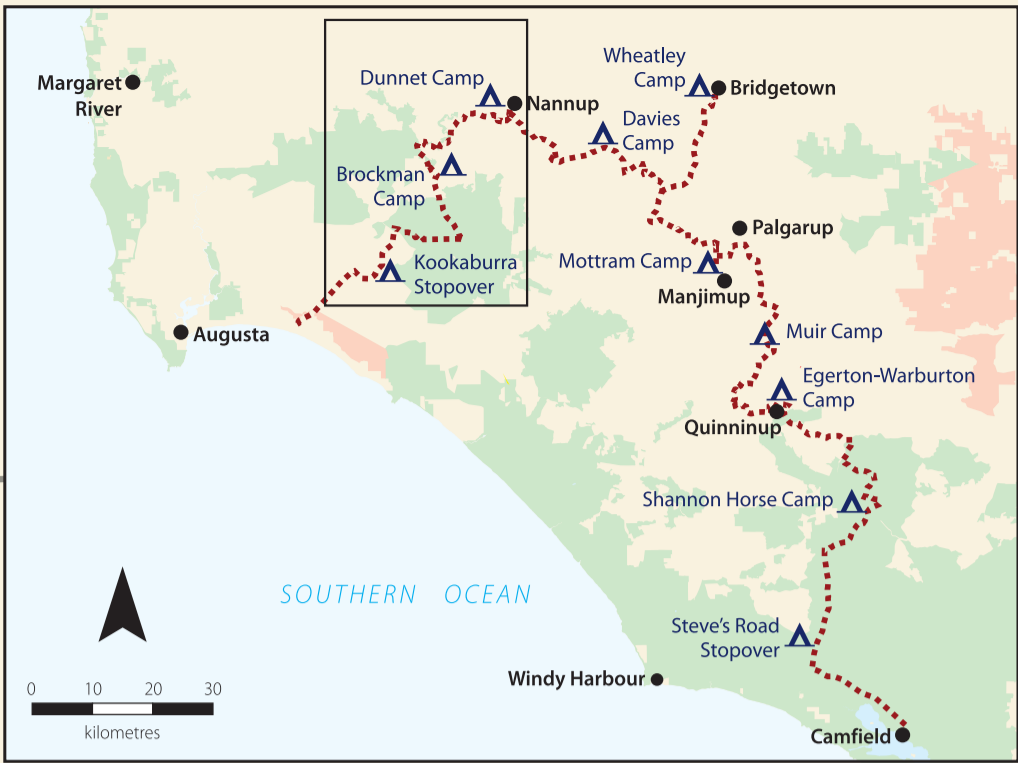 Wheatley
Camp
Bridgetown
Margaret
River
Dunnet Camp
Nannup
Davies
Camp
Brockman
Camp
Palgarup
Kookaburra
Stopover
Mottram Camp
Manjimup
Augusta
Muir Camp
Egerton-Warburton
Camp
Quinninup
Shannon Horse Camp
SOUTHERN OCEAN
Steve's Road
Stopover
Windy Harbour
0 10 20 30
kilometres
Camfield